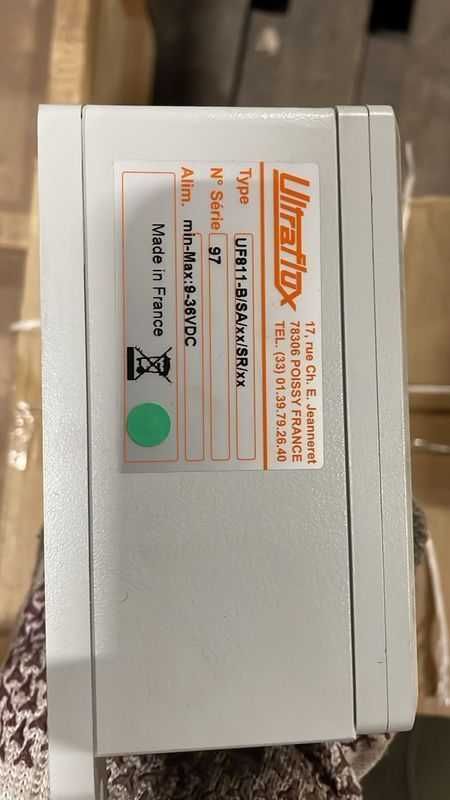 Ultraflux
17, rue Ch. E. Jeanneret
78306 POISSY FRANCE
TEL. (33) 01.39.79.26.40
Type UF811-B/SA/xx/SR/xx
N° Série 97
Alim. min-Max:9-36VDC
Made in France